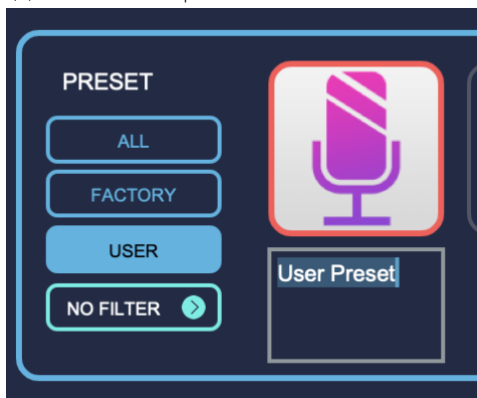 PRESET
ALL
FACTORY
USER
NO FILTER
User Preset